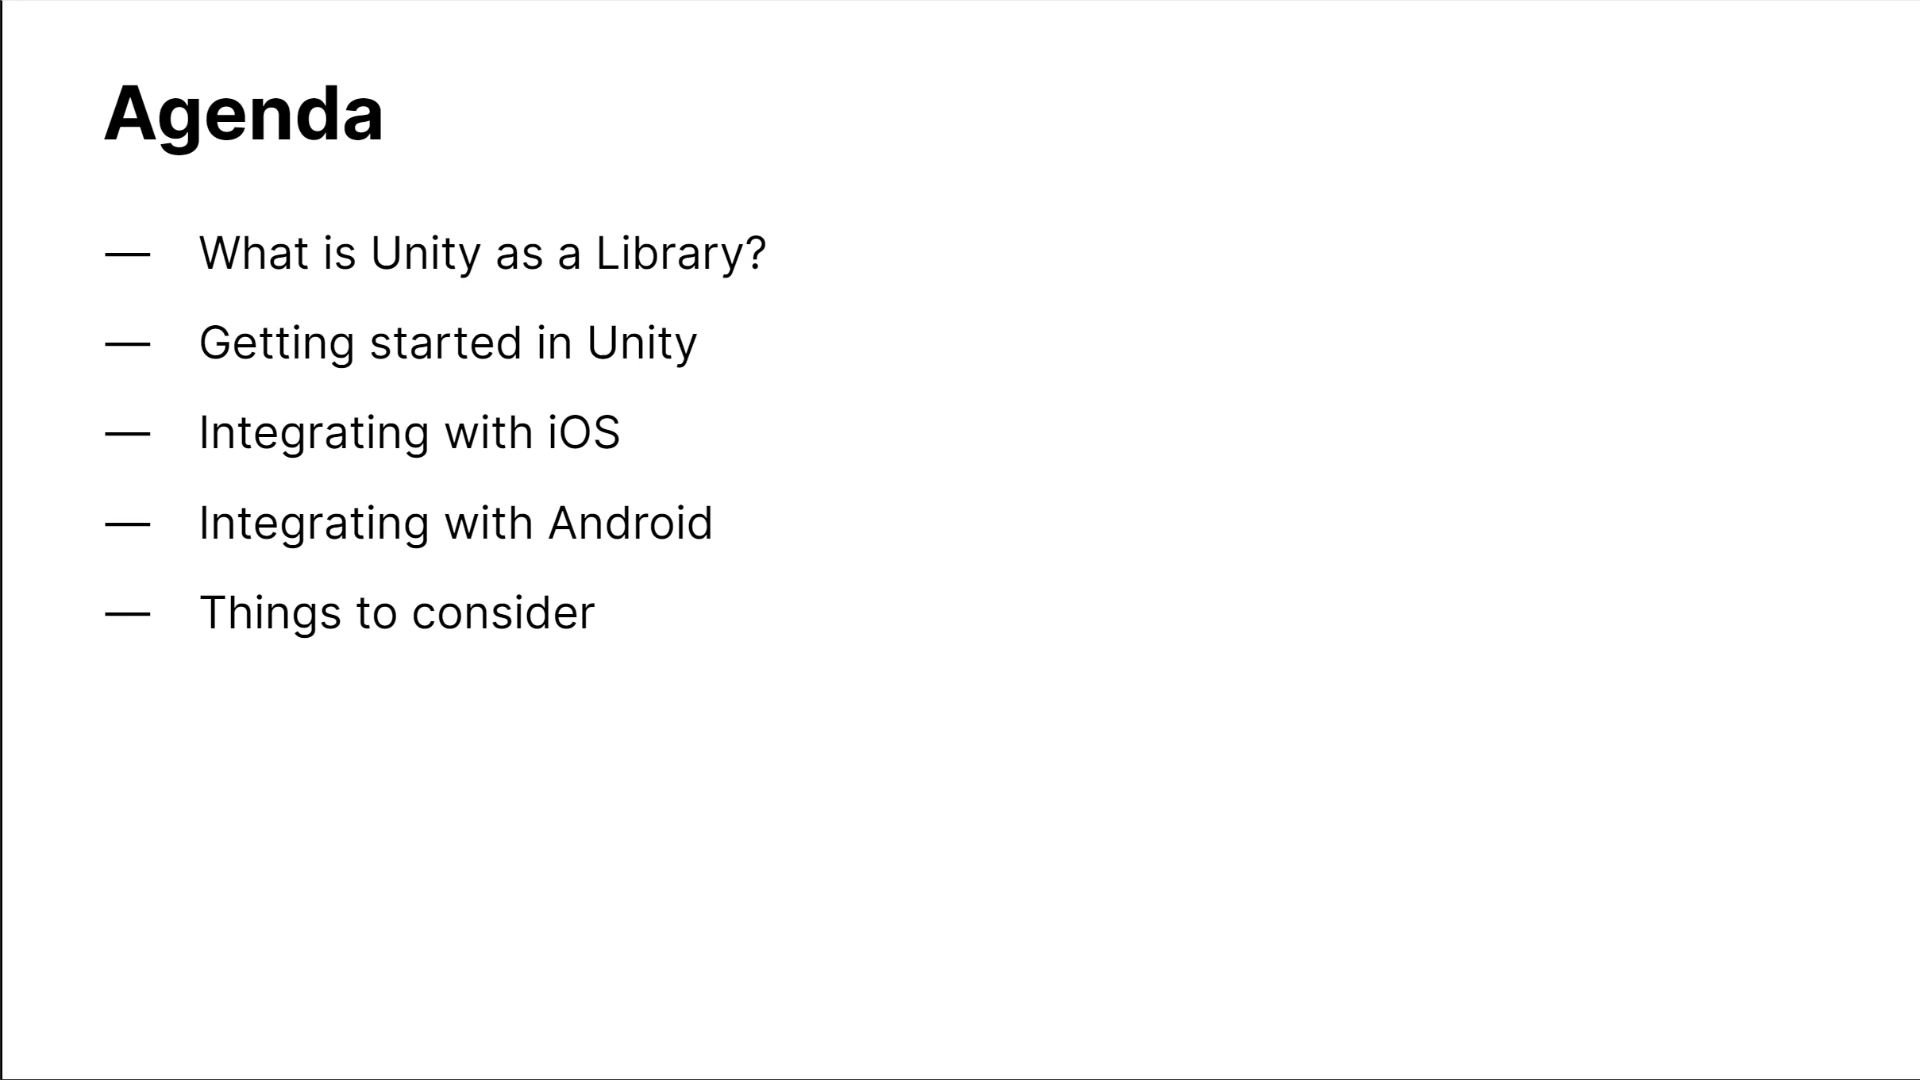 Agenda
— What is Unity as a Library?
— Getting started in Unity
— Integrating with iOS
— Integrating with Android
— Things to consider